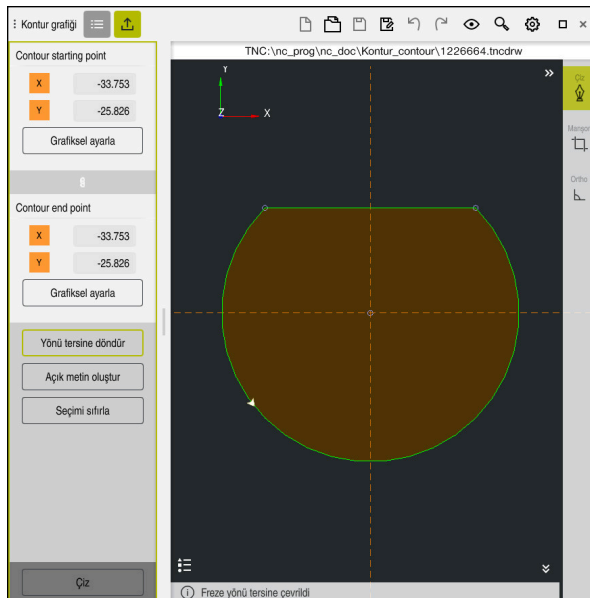 Kontur grafiği
TNC:\nc_prog\nc_doc\Kontur_contour\1226664.tncdrw
Contour starting point
X -33.753
Y -25.826
Grafiksel ayarla
Contour end point
X -33.753
Y -25.826
Grafiksel ayarla
Yönü tersine döndür
Açık metin oluştur
Seçimi sıfırla
Çiz
Y
Z X
Çiz
Manşon
Ortho
Freze yönü tersine çevrildi